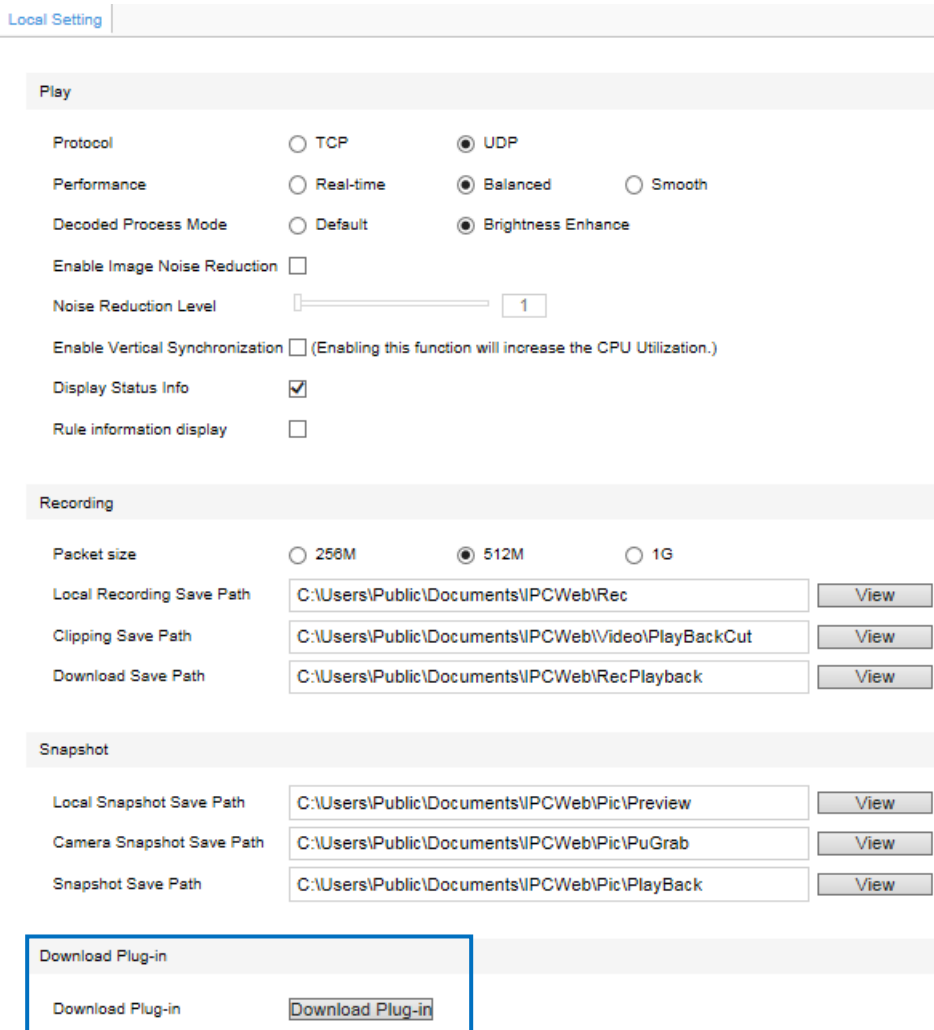 Local Setting
Play
Protocol TCP UDP
Performance Real-time Balanced Smooth
Decoded Process Mode Default Brightness Enhance
Enable Image Noise Reduction
Noise Reduction Level 1
Enable Vertical Synchronization (Enabling this function will increase the CPU Utilization.)
Display Status Info
Rule information display
Recording
Packet size 256M 512M 1G
Local Recording Save Path C:\Users\Public\Documents\IPCWeb\Rec View
Clipping Save Path C:\Users\Public\Documents\IPCWeb\Video\PlayBackCut View
Download Save Path C:\Users\Public\Documents\IPCWeb\RecPlayback View
Snapshot
Local Snapshot Save Path C:\Users\Public\Documents\IPCWeb\Pic\Preview View
Camera Snapshot Save Path C:\Users\Public\Documents\IPCWeb\Pic\PuGrab View
Snapshot Save Path C:\Users\Public\Documents\IPCWeb\Pic\PlayBack View
Download Plug-in
Download Plug-in Download Plug-in